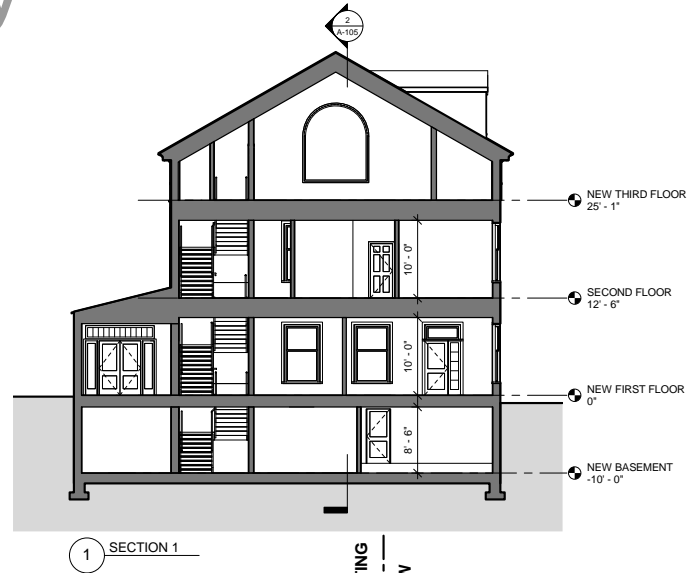 y
2
A-105
NEW THIRD FLOOR
25' - 1"
10' - 0"
SECOND FLOOR
12' - 6"
10' - 0"
NEW FIRST FLOOR
0"
8' - 6"
NEW BASEMENT
-10' - 0"
1 SECTION 1
TING
W